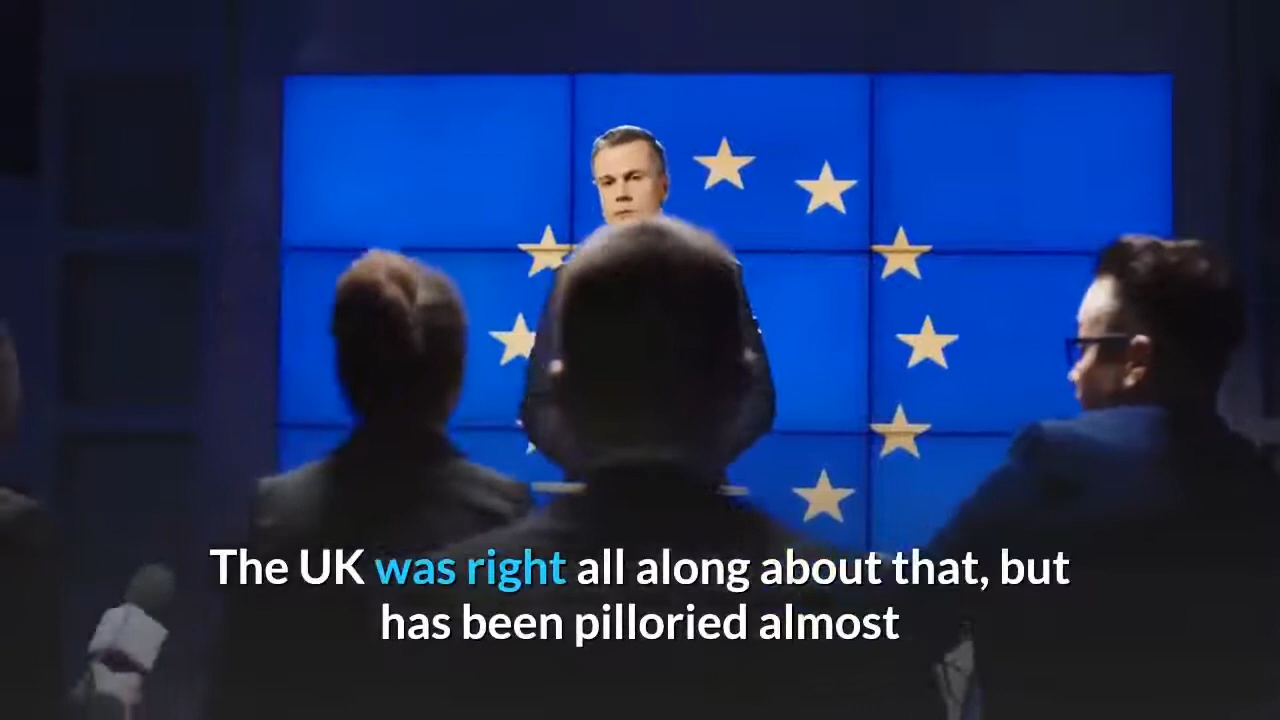 The UK was right all along about that, but
has been pilloried almost